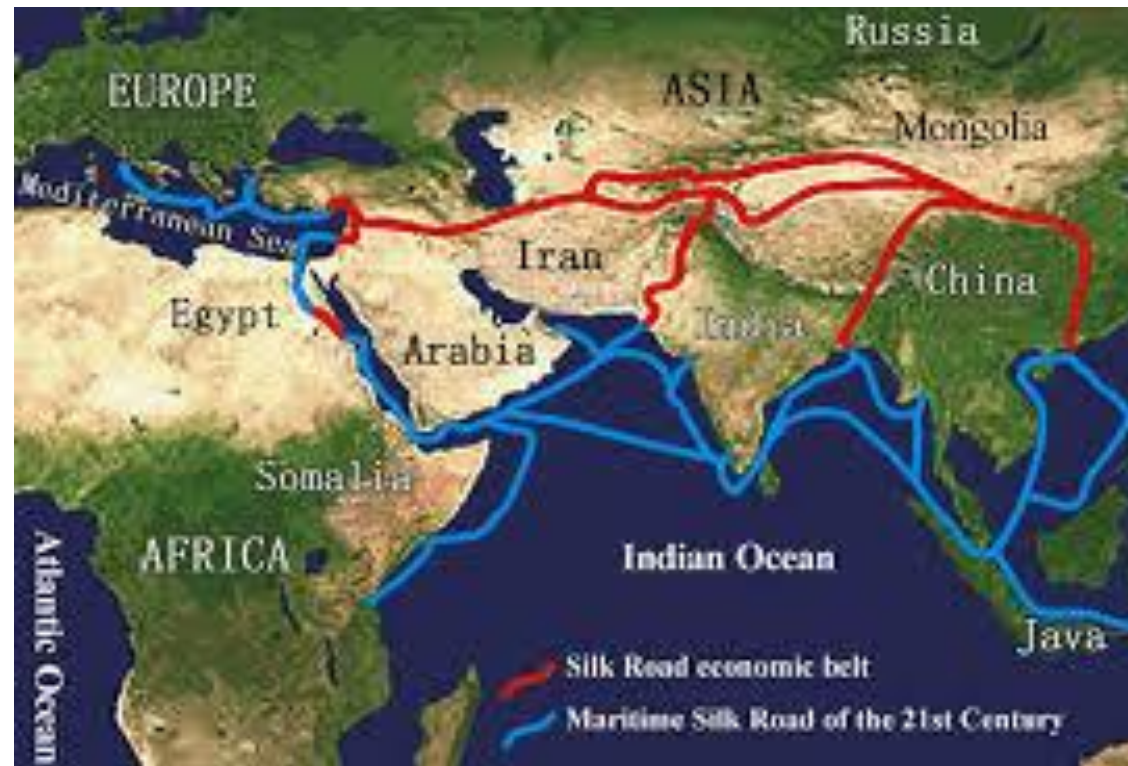 Russia
EUROPE
ASIA
Mongolia
Mediterranean Sea
Iran
China
Egypt
India
Arabia
Somalia
AFRICA
Indian Ocean
Atlantic Ocean
Java
Silk Road economic belt
Maritime Silk Road of the 21st Century